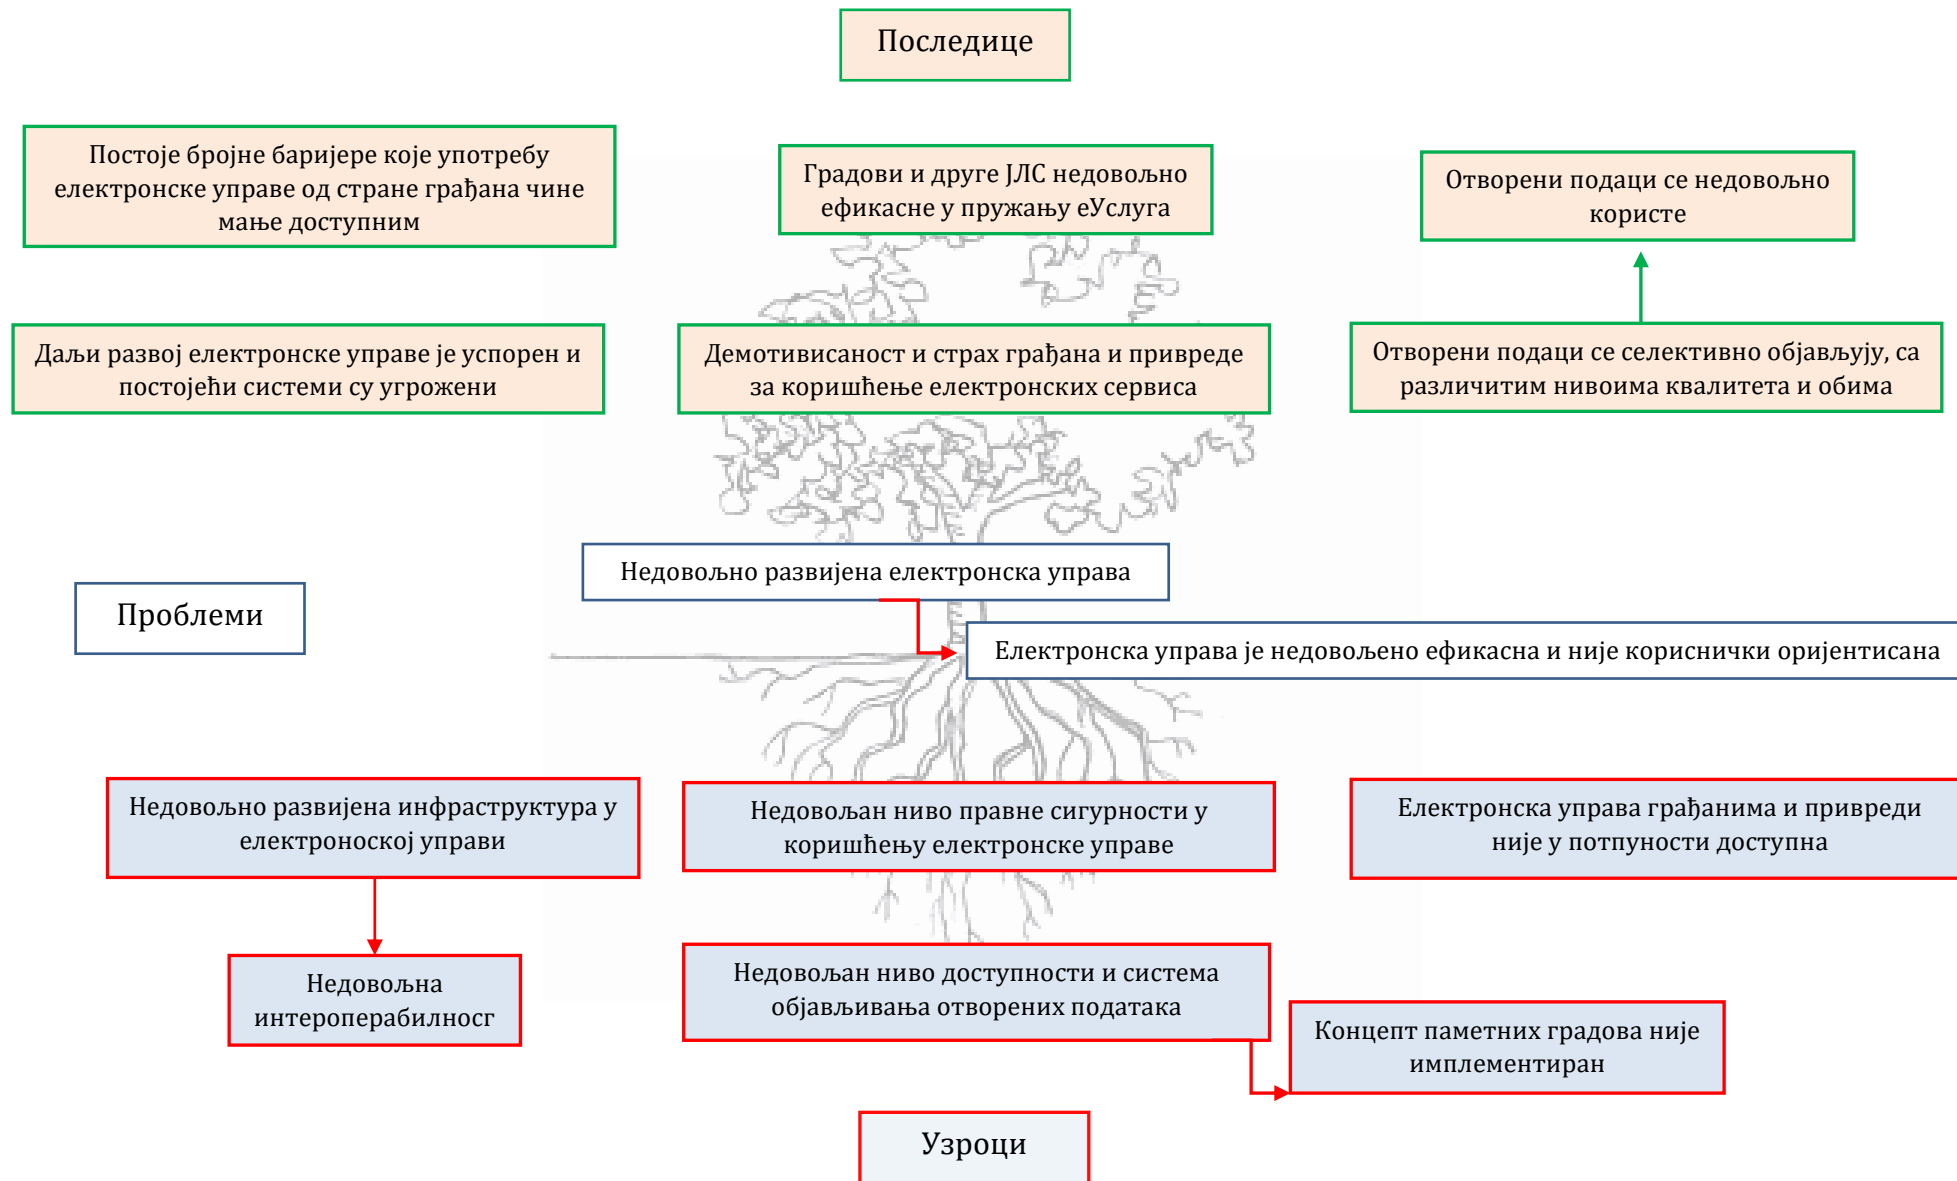 Последице
Постоје бројне баријере које употребу
електронске управе од стране грађана чине
мање доступним
Градови и друге ЈЛС недовољно
ефикасне у пружању еУслуга
Отворени подаци се недовољно
користе
Даљи развој електронске управе је успорен и
постојећи системи су угрожени
Демотивисаност и страх грађана и привреде
за коришћење електронских сервиса
Отворени подаци се селективно објављују, са
различитим нивоима квалитета и обима
Недовољно развијена електронска управа
Проблеми
Електронска управа је недовољено ефикасна и није кориснички оријентисана
Недовољно развијена инфраструктура у
електроноској управи
Недовољан ниво правне сигурности у
коришћењу електронске управе
Електронска управа грађанима и привреди
није у потпуности доступна
Недовољна
интероперабилносг
Недовољан ниво доступности и система
објављивања отворених података
Концепт паметних градова није
имплементиран
Узроци